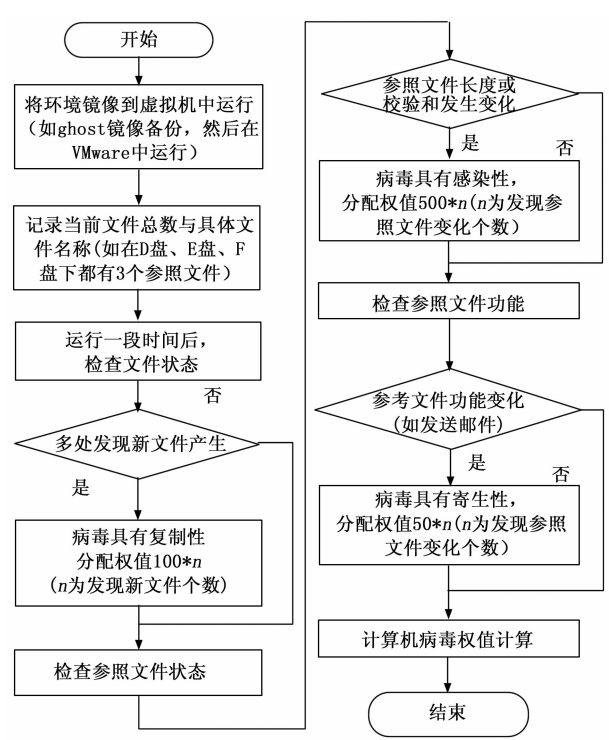 开始
将环境镜像到虚拟机中运行
(如ghost镜像备份，然后在
VMware中运行)
记录当前文件总数与具体文
件名称(如在D盘、E盘、F
盘下都有3个参照文件)
运行一段时间后，
检查文件状态
否
多处发现新文件产生
是
病毒具有复制性
分配权值100*n
(n为发现新文件个数)
检查参照文件状态
参照文件长度或
校验和发生变化
是
否
病毒具有感染性，
分配权值500*n(n为发现参
照文件变化个数)
检查参照文件功能
参考文件功能变化
(如发送邮件)
是
否
病毒具有寄生性，
分配权值50*n(n为发现参照
文件变化个数)
计算机病毒权值计算
结束